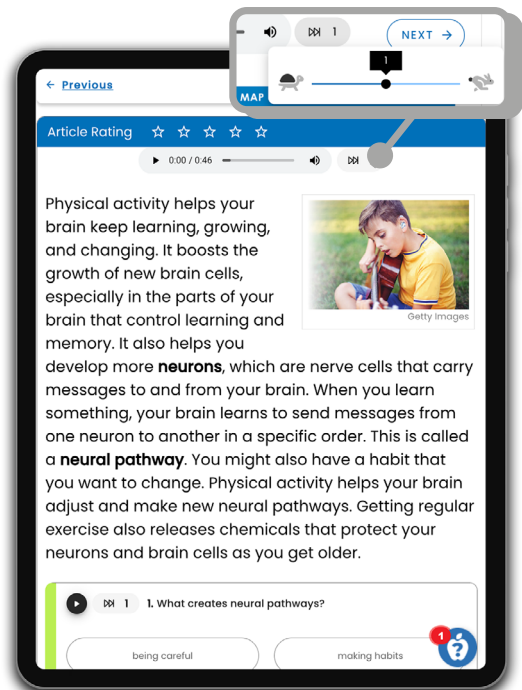 1
NEXT →
1
MAP
← Previous
Article Rating
0:00 / 0:46
Physical activity helps your
brain keep learning, growing,
and changing. It boosts the
growth of new brain cells,
especially in the parts of your
brain that control learning and
memory. It also helps you
develop more neurons, which are nerve cells that carry
messages to and from your brain. When you learn
something, your brain learns to send messages from
one neuron to another in a specific order. This is called
a neural pathway. You might also have a habit that
you want to change. Physical activity helps your brain
adjust and make new neural pathways. Getting regular
exercise also releases chemicals that protect your
neurons and brain cells as you get older.
Getty Images
1 1. What creates neural pathways?
being careful making habits
1
?